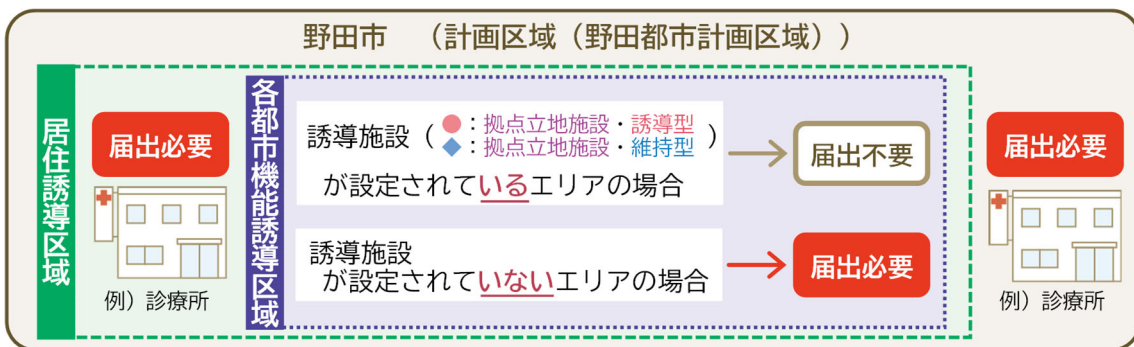 野田市　（計画区域（野田都市計画区域））
居住誘導区域
届出必要
例）診療所
各都市機能誘導区域
誘導施設（●：拠点立地施設・誘導型
◆：拠点立地施設・維持型）
が設定されているエリアの場合
届出不要
誘導施設
が設定されていないエリアの場合
届出必要
届出必要
例）診療所